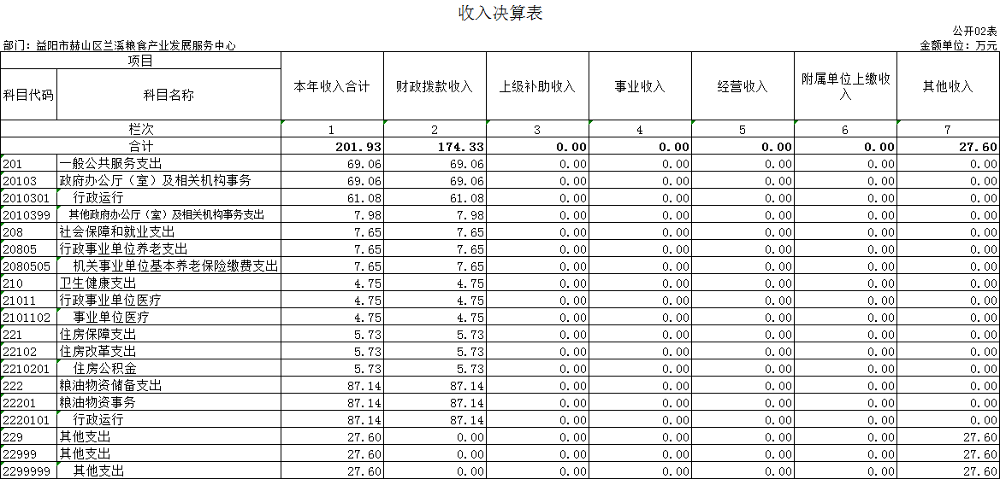 收入决算表
公开02表
部门：益阳市赫山区兰溪粮食产业发展服务中心 金额单位：万元
项目 本年收入合计 财政拨款收入 上级补助收入 事业收入 经营收入 附属单位上缴收入 其他收入
科目代码 科目名称
栏次 1 2 3 4 5 6 7
合计 201.93 174.33 0.00 0.00 0.00 0.00 27.60
201 一般公共服务支出 69.06 69.06 0.00 0.00 0.00 0.00 0.00
20103 政府办公厅（室）及相关机构事务 69.06 69.06 0.00 0.00 0.00 0.00 0.00
2010301 行政运行 61.08 61.08 0.00 0.00 0.00 0.00 0.00
2010399 其他政府办公厅（室）及相关机构事务支出 7.98 7.98 0.00 0.00 0.00 0.00 0.00
208 社会保障和就业支出 7.65 7.65 0.00 0.00 0.00 0.00 0.00
20805 行政事业单位养老支出 7.65 7.65 0.00 0.00 0.00 0.00 0.00
2080505 机关事业单位基本养老保险缴费支出 7.65 7.65 0.00 0.00 0.00 0.00 0.00
210 卫生健康支出 4.75 4.75 0.00 0.00 0.00 0.00 0.00
21011 行政事业单位医疗 4.75 4.75 0.00 0.00 0.00 0.00 0.00
2101102 事业单位医疗 4.75 4.75 0.00 0.00 0.00 0.00 0.00
221 住房保障支出 5.73 5.73 0.00 0.00 0.00 0.00 0.00
22102 住房改革支出 5.73 5.73 0.00 0.00 0.00 0.00 0.00
2210201 住房公积金 5.73 5.73 0.00 0.00 0.00 0.00 0.00
222 粮油物资储备支出 87.14 87.14 0.00 0.00 0.00 0.00 0.00
22201 粮油物资事务 87.14 87.14 0.00 0.00 0.00 0.00 0.00
2220101 行政运行 87.14 87.14 0.00 0.00 0.00 0.00 0.00
229 其他支出 27.60 0.00 0.00 0.00 0.00 0.00 27.60
22999 其他支出 27.60 0.00 0.00 0.00 0.00 0.00 27.60
2299999 其他支出 27.60 0.00 0.00 0.00 0.00 0.00 27.60